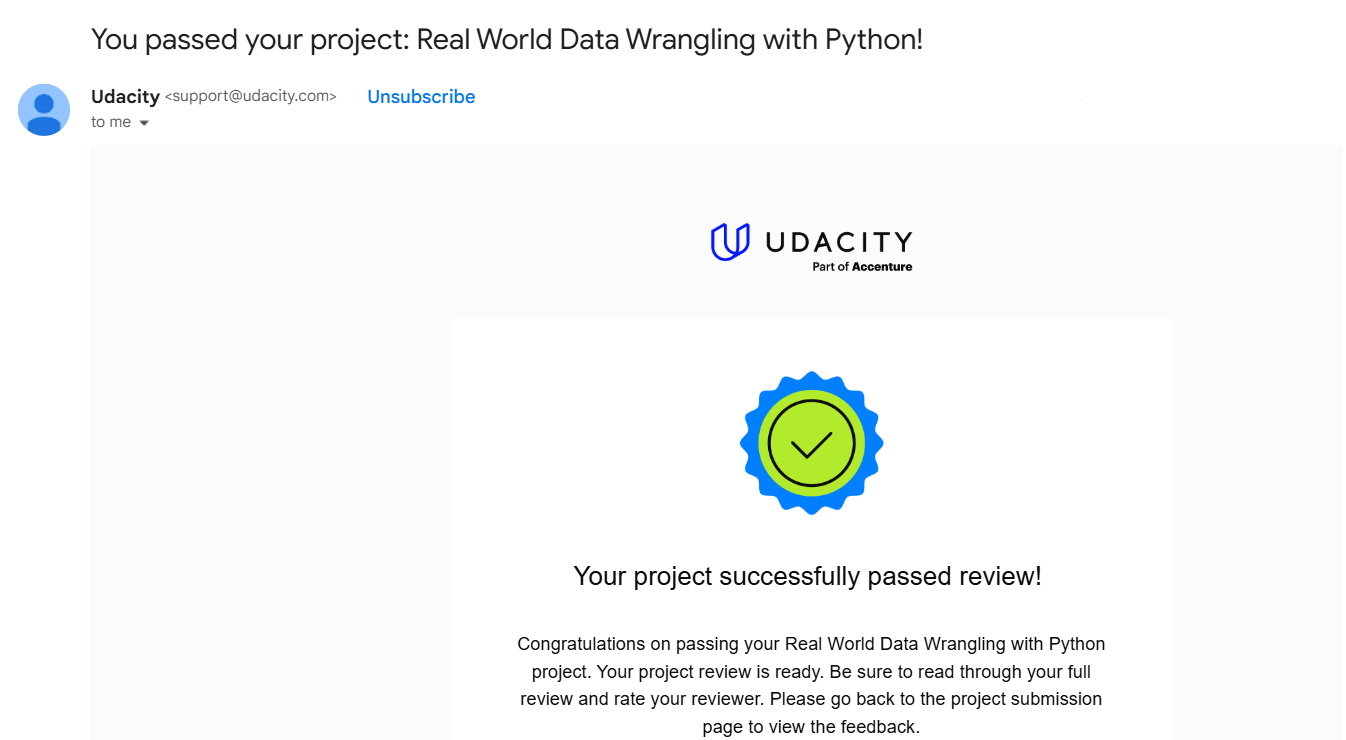 You passed your project: Real World Data Wrangling with Python!
Udacity <support@udacity.com> Unsubscribe
to me
UDACITY
Part of Accenture
Your project successfully passed review!
Congratulations on passing your Real World Data Wrangling with Python
project. Your project review is ready. Be sure to read through your full
review and rate your reviewer. Please go back to the project submission
page to view the feedback.